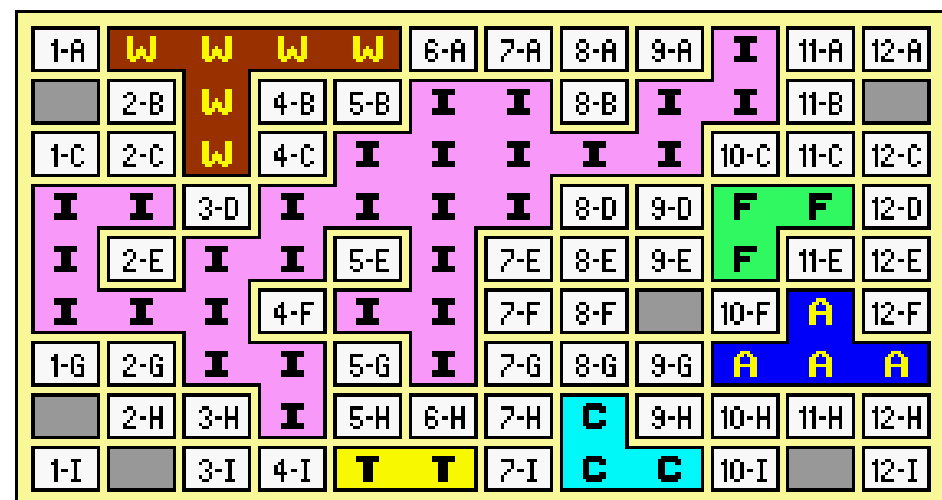 1-A W W W W 6-A 7-A 8-A 9-A I 11-A 12-A
2-B W 4-B 5-B I I 8-B I I 11-B
1-C 2-C W 4-C I I I I I 10-C 11-C 12-C
I I 3-D I I I I 8-D 9-D F F 12-D
I 2-E I I 5-E I 7-E 8-E 9-E F 11-E 12-E
I I I 4-F I I 7-F 8-F 10-F A 12-F
1-G 2-G I I 5-G I 7-G 8-G 9-G A A A
2-H 3-H I 5-H 6-H 7-H C 9-H 10-H 11-H 12-H
1-I 3-I 4-I T T 7-I C C 10-I 12-I